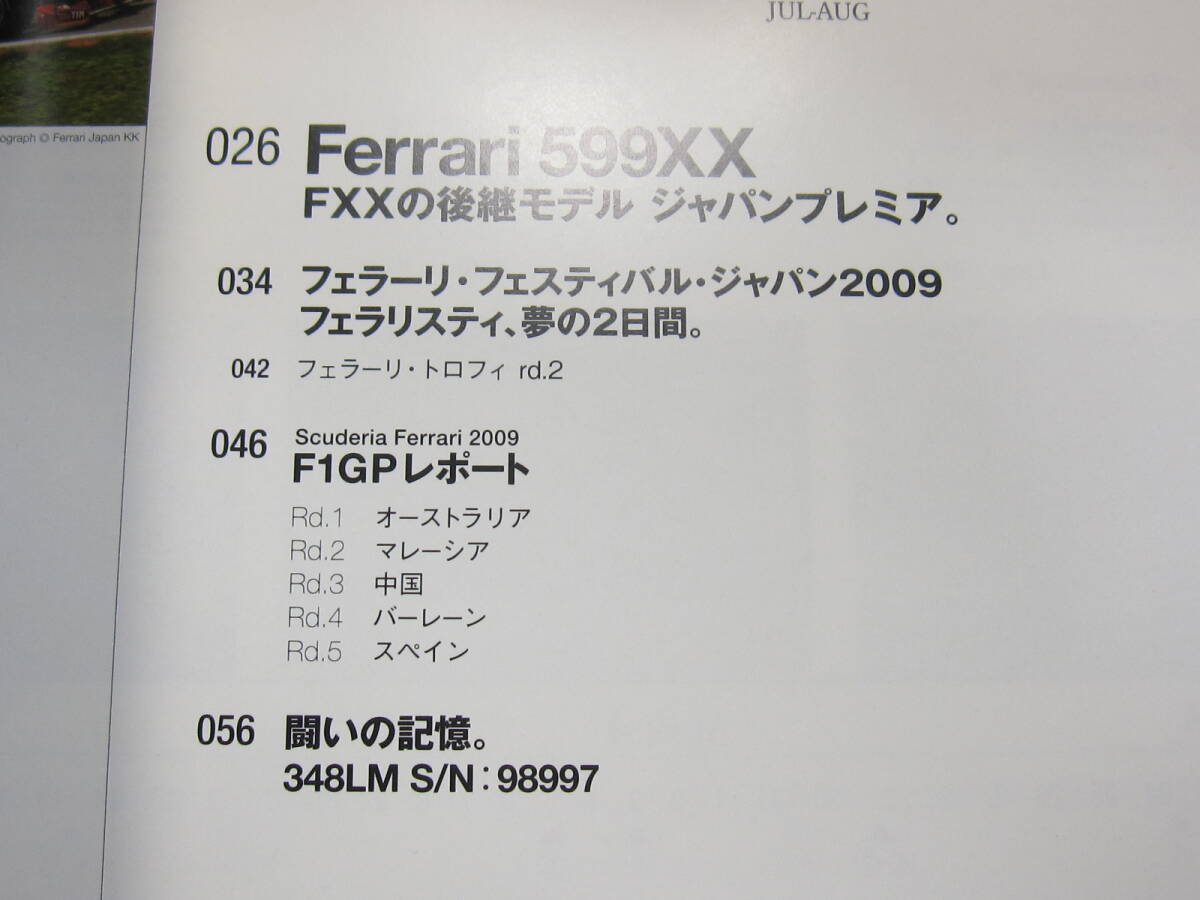 JUL-AUG
ograph © Ferrari Japan KK
026 Ferrari 599XX
FXXの後継モデル ジャパンプレミア。
034 フェラーリ・フェスティバル・ジャパン2009
フェラリスティ、夢の2日間。
042 フェラーリ・トロフィ rd.2
046 Scuderia Ferrari 2009
F1GPレポート
Rd.1 オーストラリア
Rd.2 マレーシア
Rd.3 中国
Rd.4 バーレーン
Rd.5 スペイン
056 闘いの記憶。
348LM S/N:98997